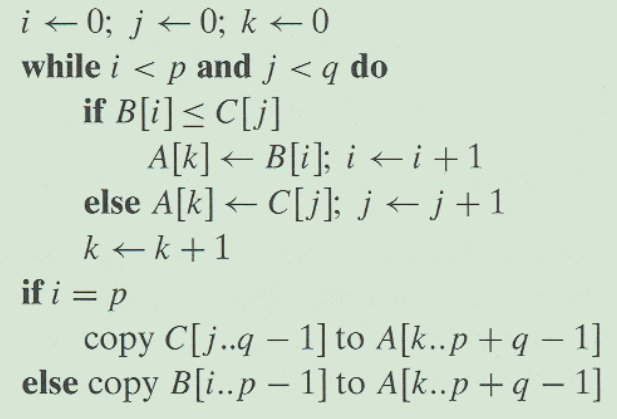 i ← 0; j ← 0; k ← 0
while i < p and j < q do
if B[i] ≤ C[j]
A[k] ← B[i]; i ← i + 1
else A[k] ← C[j]; j ← j + 1
k ← k + 1
if i = p
copy C[j..q − 1] to A[k..p + q − 1]
else copy B[i..p − 1] to A[k..p + q − 1]